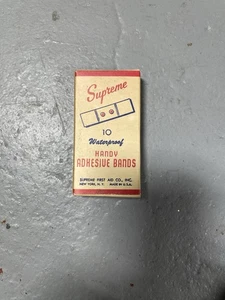 Supreme
10
Waterproof
HANDY
ADHESIVE BANDS
SUPREME FIRST AID CO., INC.
NEW YORK, N.Y. MADE IN U.S.A.